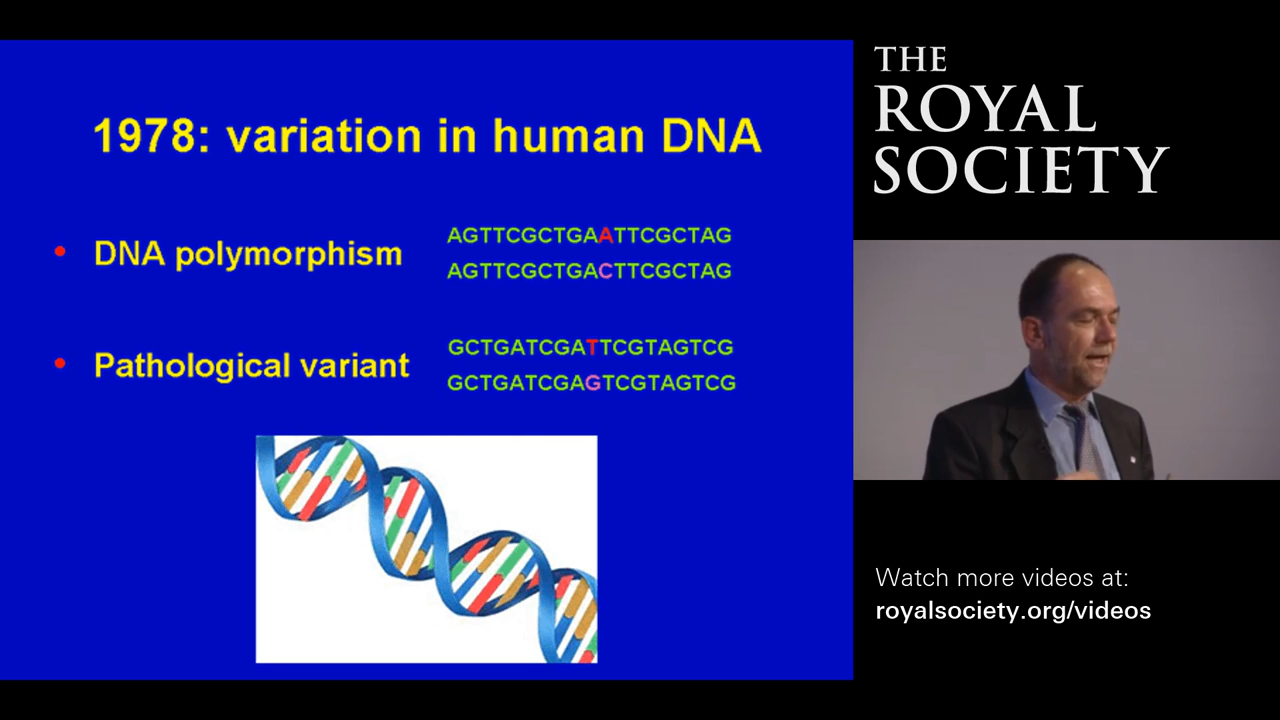 1978: variation in human DNA
• DNA polymorphism
AGTTCGCTGAATTCGCTAG
AGTTCGCTGACTTCGCTAG
• Pathological variant
GCTGATCGATTCGTAGTCG
GCTGATCGAGTCGTAGTCG
THE
ROYAL
SOCIETY
Watch more videos at:
royalsociety.org/videos